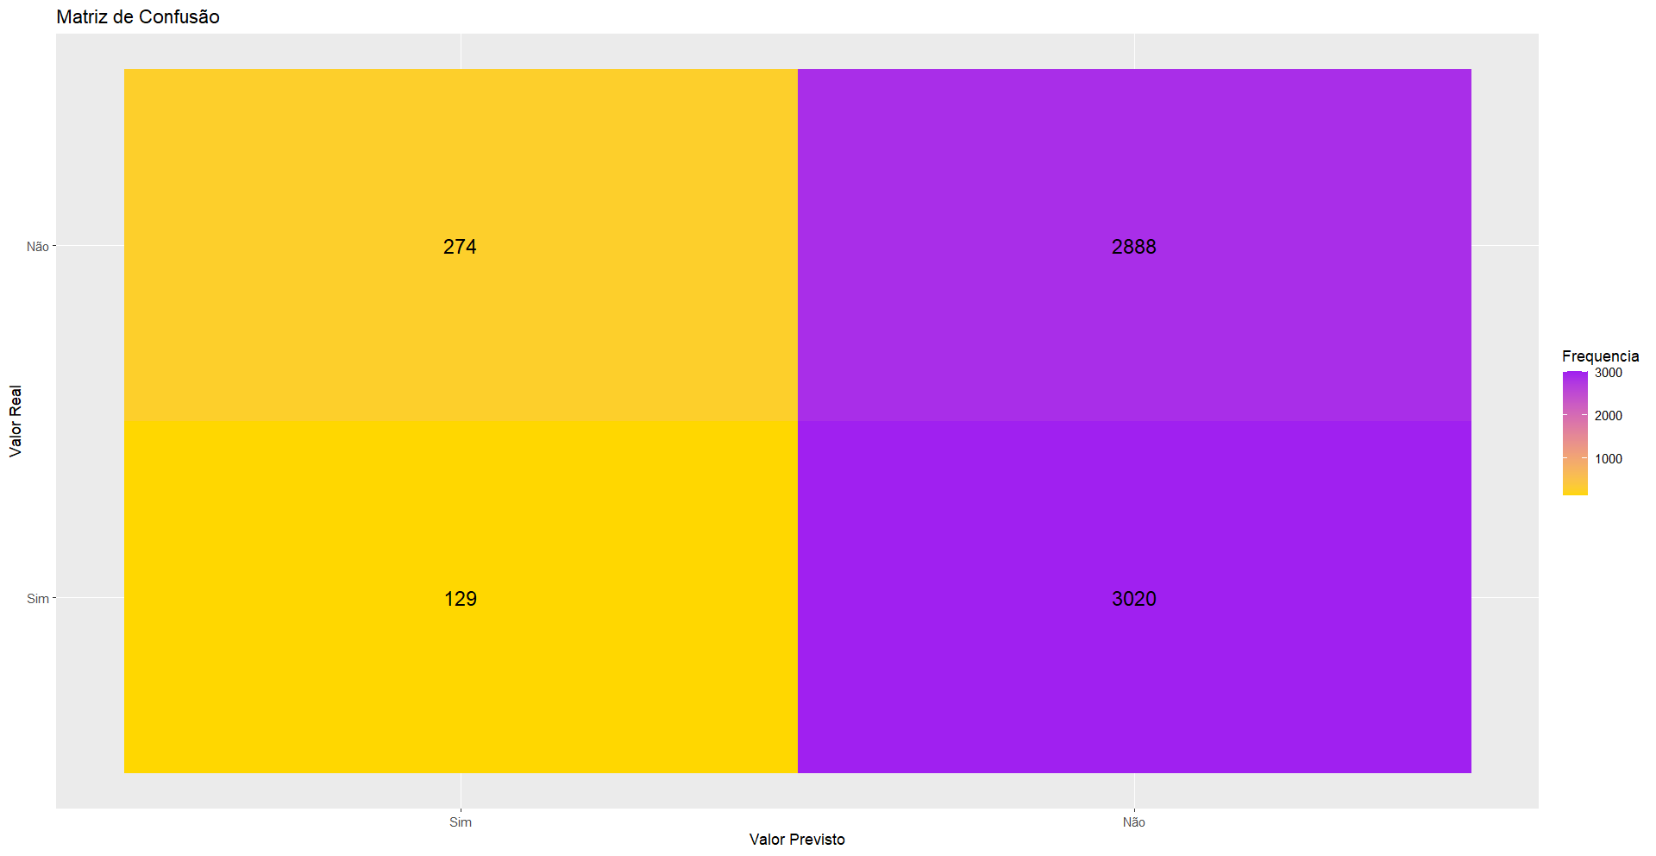 Matriz de Confusão
Não
274
2888
Frequencia
3000
2000
1000
Valor Real
Sim
129
3020
Sim
Não
Valor Previsto